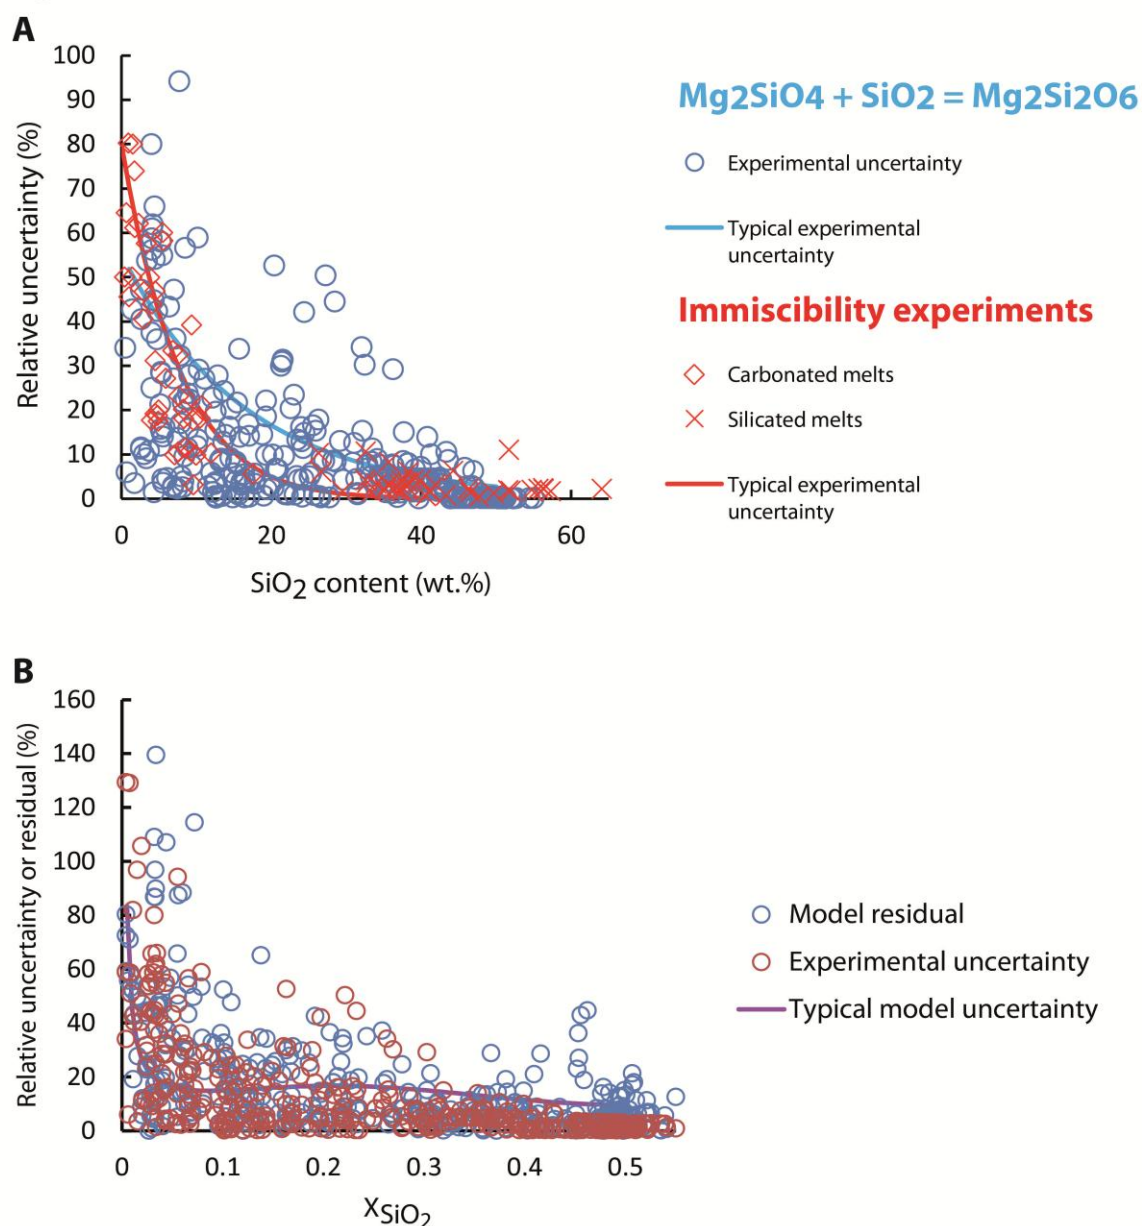 A
100
90
80
70
60
50
40
30
20
10
0
Relative uncertainty (%)
0 20 40 60
SiO2 content (wt.%)
Mg2SiO4 + SiO2 = Mg2Si2O6
Experimental uncertainty
Typical experimental
uncertainty
Immiscibility experiments
Carbonated melts
Silicated melts
Typical experimental
uncertainty
B
160
140
120
100
80
60
40
20
0
Relative uncertainty or residual (%)
0 0.1 0.2 0.3 0.4 0.5
XSiO2
Model residual
Experimental uncertainty
Typical model uncertainty